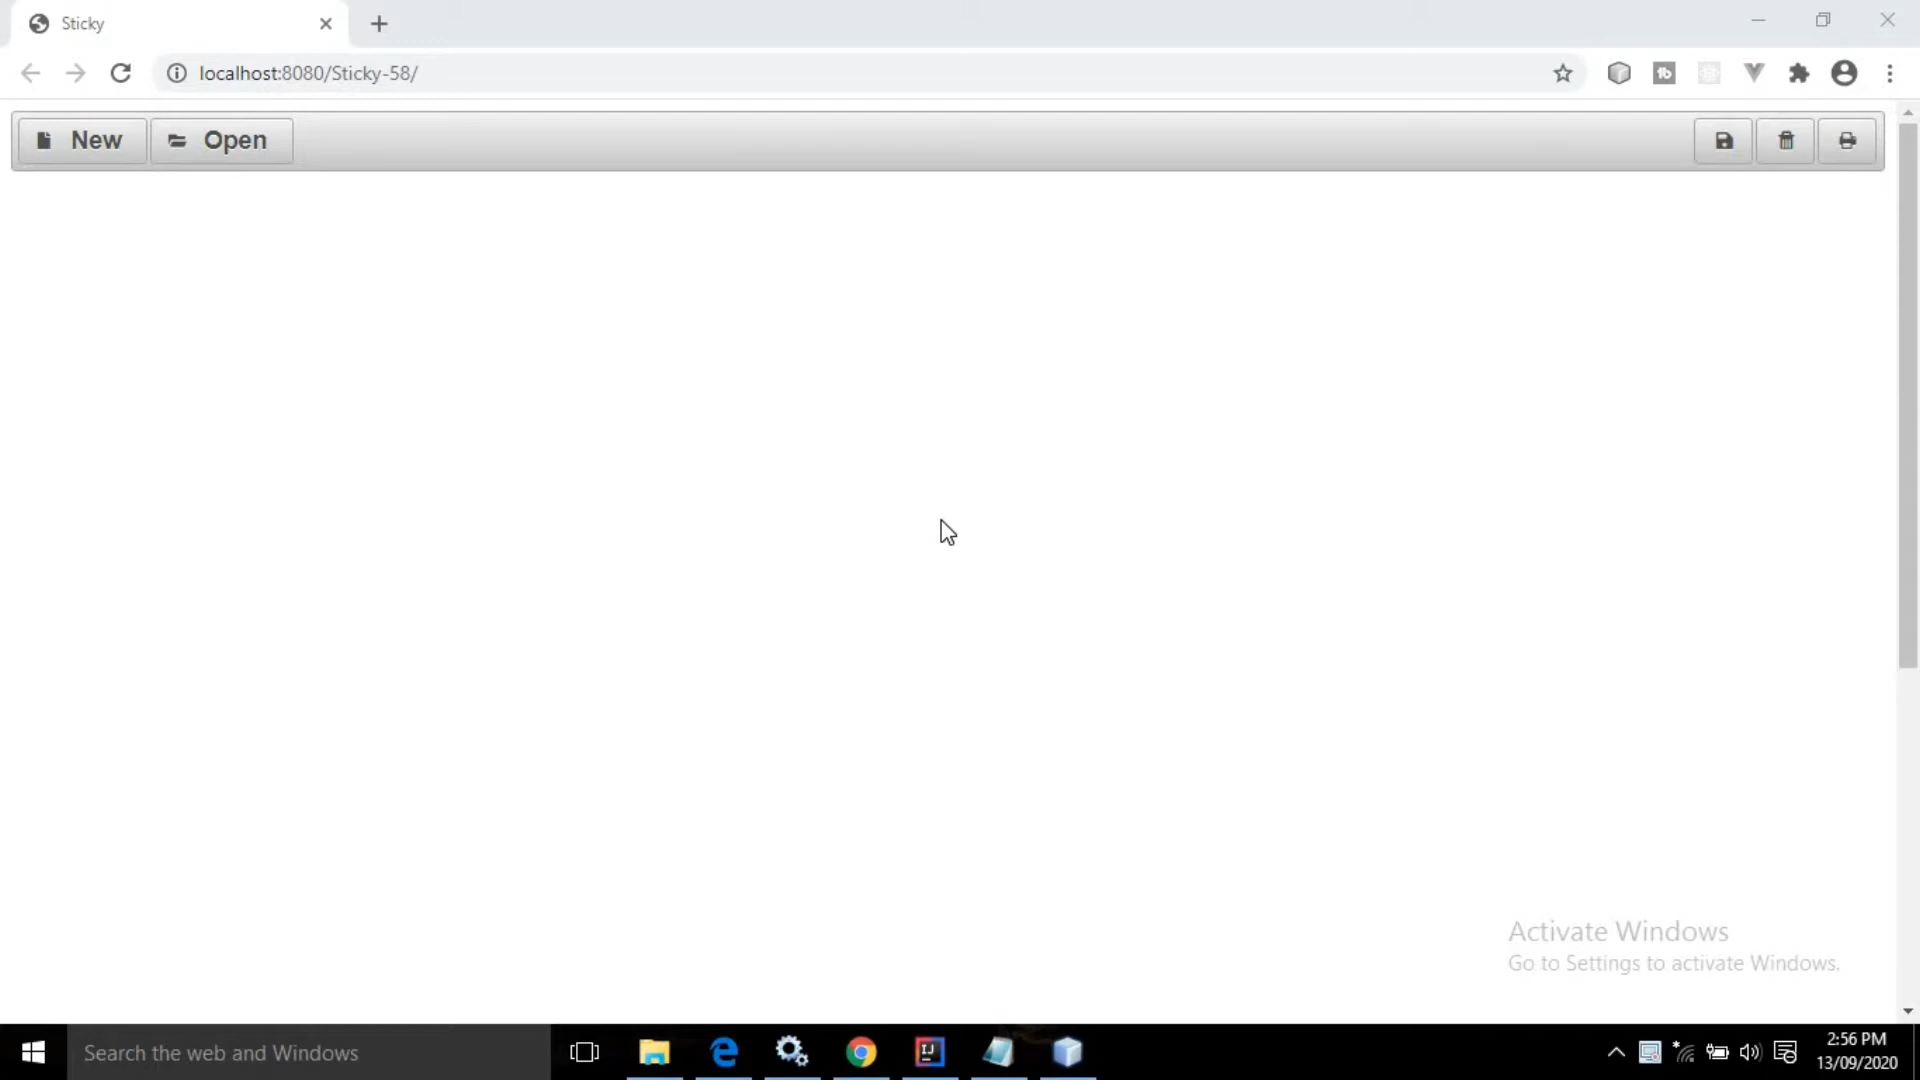 Sticky
localhost:8080/Sticky-58/
New Open
Activate Windows
Go to Settings to activate Windows.
Search the web and Windows
2:56 PM
13/09/2020